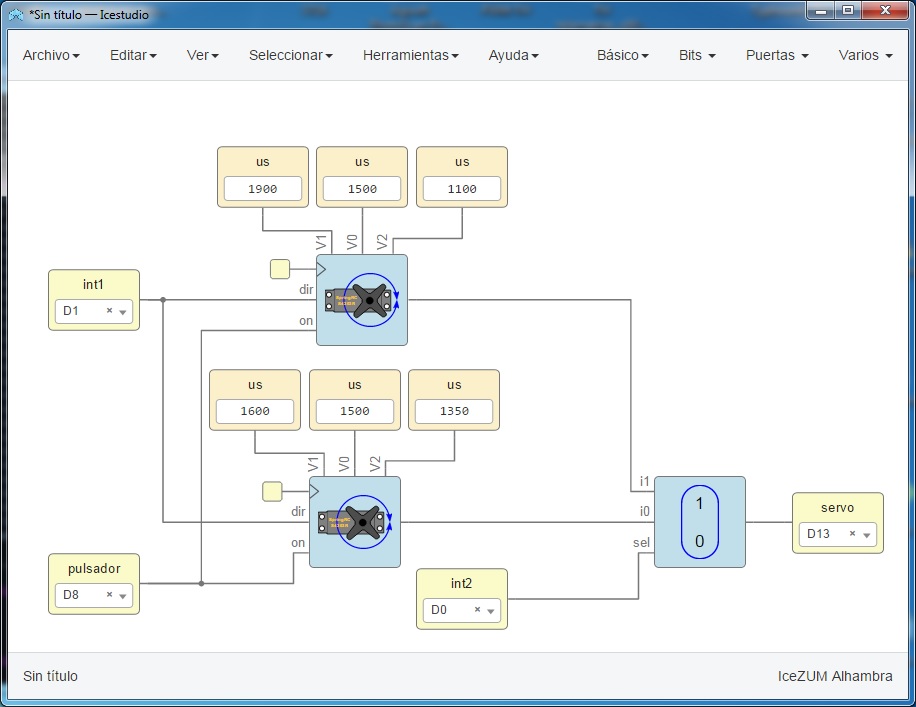 *Sin título — Icestudio
Archivo Editar Ver Seleccionar Herramientas Ayuda Básico Bits Puertas Varios
us us us
1900 1500 1100
V1 V0 V2
int1
D1
dir
on
us us us
1600 1500 1350
V1 V0 V2
dir
on
i1
i0
sel
1
0
servo
D13
pulsador
D8
int2
D0
Sin título
IceZUM Alhambra